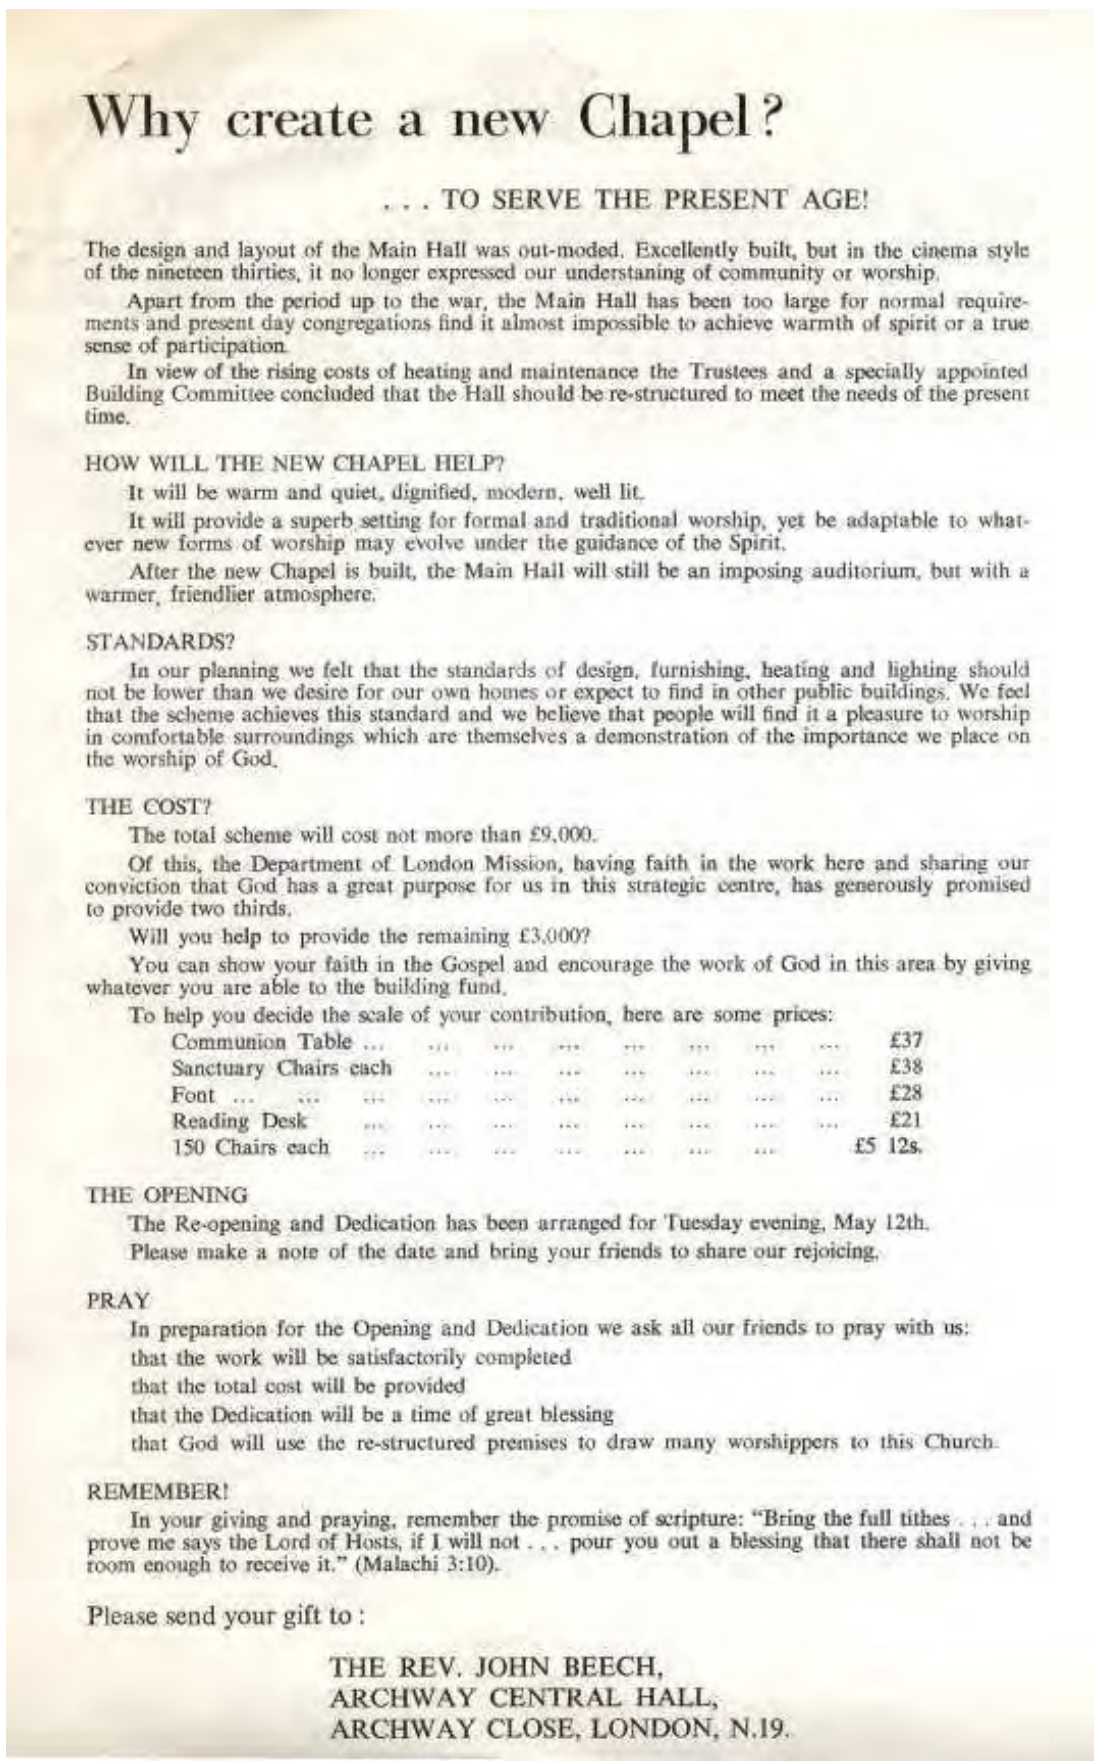 Why create a new Chapel?
. . . TO SERVE THE PRESENT AGE!
The design and layout of the Main Hall was out-moded. Excellently built, but in the cinema style
of the nineteen thirties, it no longer expressed our understaning of community or worship.
Apart from the period up to the war, the Main Hall has been too large for normal require-
ments and present day congregations find it almost impossible to achieve warmth of spirit or a true
sense of participation.
In view of the rising costs of heating and maintenance the Trustees and a specially appointed
Building Committee concluded that the Hall should be re-structured to meet the needs of the present
time.
HOW WILL THE NEW CHAPEL HELP?
It will be warm and quiet, dignified, modern, well lit.
It will provide a superb setting for formal and traditional worship, yet be adaptable to what-
ever new forms of worship may evolve under the guidance of the Spirit.
After the new Chapel is built, the Main Hall will still be an imposing auditorium, but with a
warmer, friendlier atmosphere.
STANDARDS?
In our planning we felt that the standards of design, furnishing, heating and lighting should
not be lower than we desire for our own homes or expect to find in other public buildings. We feel
that the scheme achieves this standard and we believe that people will find it a pleasure to worship
in comfortable surroundings which are themselves a demonstration of the importance we place on
the worship of God.
THE COST?
The total scheme will cost not more than £9,000.
Of this, the Department of London Mission, having faith in the work here and sharing our
conviction that God has a great purpose for us in this strategic centre, has generously promised
to provide two thirds.
Will you help to provide the remaining £3,000?
You can show your faith in the Gospel and encourage the work of God in this area by giving
whatever you are able to the building fund.
To help you decide the scale of your contribution, here are some prices:
Communion Table ... ... ... ... ... ... ... ... £37
Sanctuary Chairs each ... ... ... ... ... ... ... £38
Font ... ... ... ... ... ... ... ... ... ... £28
Reading Desk ... ... ... ... ... ... ... ... £21
150 Chairs each ... ... ... ... ... ... ... £5 12s.
THE OPENING
The Re-opening and Dedication has been arranged for Tuesday evening, May 12th.
Please make a note of the date and bring your friends to share our rejoicing.
PRAY
In preparation for the Opening and Dedication we ask all our friends to pray with us:
that the work will be satisfactorily completed
that the total cost will be provided
that the Dedication will be a time of great blessing
that God will use the re-structured premises to draw many worshippers to this Church.
REMEMBER!
In your giving and praying, remember the promise of scripture: “Bring the full tithes . . . and
prove me says the Lord of Hosts, if I will not . . . pour you out a blessing that there shall not be
room enough to receive it.” (Malachi 3:10).
Please send your gift to :
THE REV. JOHN BEECH,
ARCHWAY CENTRAL HALL,
ARCHWAY CLOSE, LONDON, N.19.